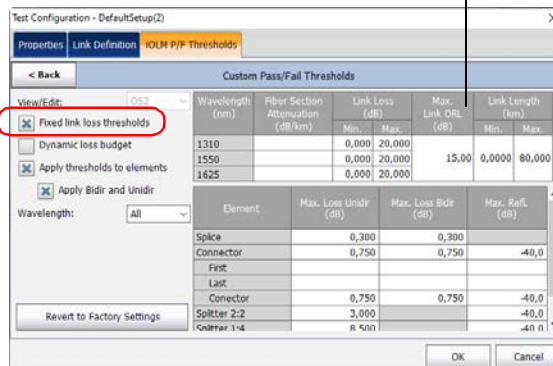 Test Configuration - DefaultSetup(2)
Properties Link Definition iOLM P/F Thresholds
< Back Custom Pass/Fail Thresholds
View/Edit: OS2
Fixed link loss thresholds
Dynamic loss budget
Apply thresholds to elements
Apply Bidir and Unidir
Wavelength: All
Revert to Factory Settings
Wavelength (nm) Fiber Section Attenuation (dB/km) Link Loss (dB) Min. Max. Max. Link ORL (dB) Link Length (km) Min. Max.
1310 0,000 20,000
1550 0,000 20,000 15,00 0,0000 80,000
1625 0,000 20,000
Element Max. Loss Unidir (dB) Max. Loss Bidir (dB) Max. Refl. (dB)
Splice 0,300 0,300
Connector 0,750 0,750 -40,0
First
Last
Conector 0,750 0,750 -40,0
Splitter 2:2 3,000 -40,0
Splitter 1:4 8,500 -40,0
OK Cancel